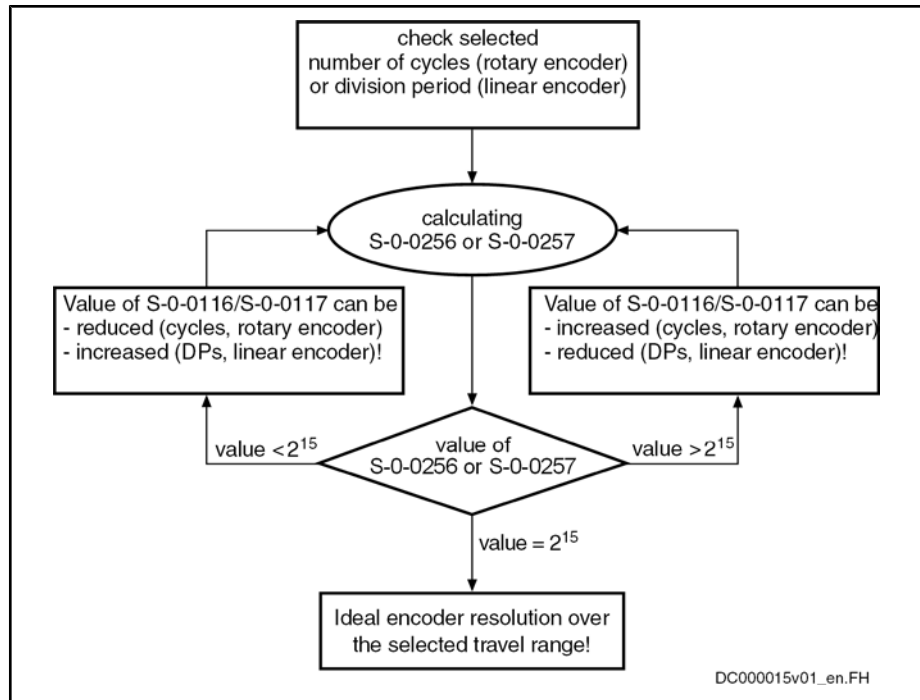 check selected
number of cycles (rotary encoder)
or division period (linear encoder)
calculating
S-0-0256 or S-0-0257
Value of S-0-0116/S-0-0117 can be
- reduced (cycles, rotary encoder)
- increased (DPs, linear encoder)!
Value of S-0-0116/S-0-0117 can be
- increased (cycles, rotary encoder)
- reduced (DPs, linear encoder)!
value <2¹⁵
value of
S-0-0256 or S-0-0257
value >2¹⁵
value = 2¹⁵
Ideal encoder resolution over
the selected travel range!
DC000015v01_en.FH